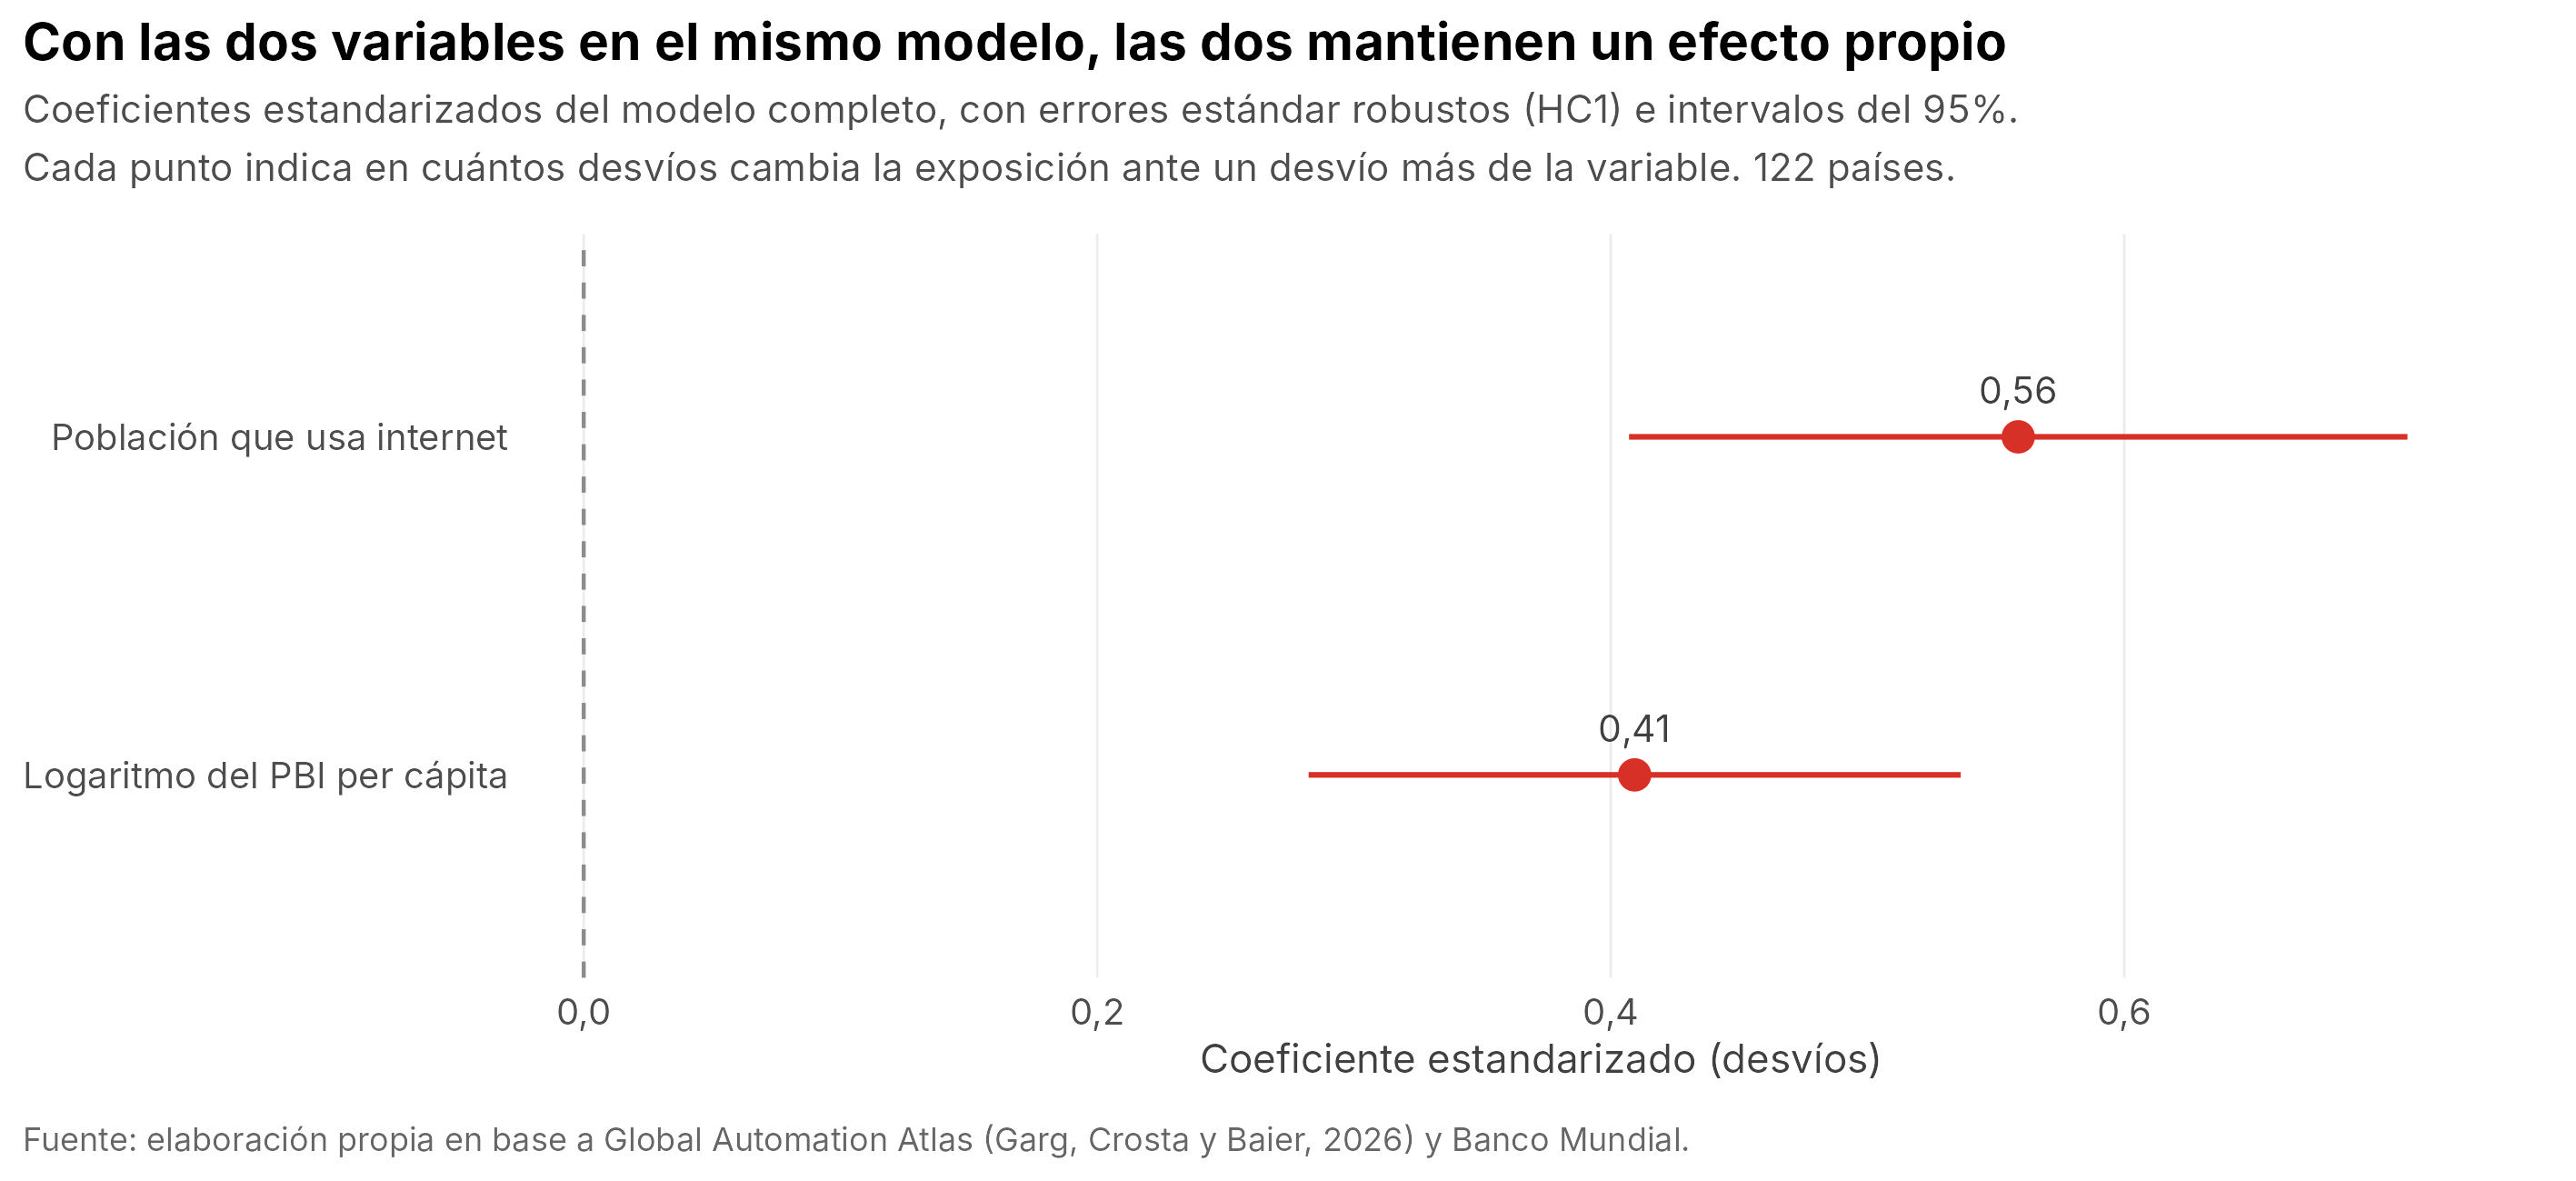 Con las dos variables en el mismo modelo, las dos mantienen un efecto propio
Coeficientes estandarizados del modelo completo, con errores estándar robustos (HC1) e intervalos del 95%.
Cada punto indica en cuántos desvíos cambia la exposición ante un desvío más de la variable. 122 países.
0,56
Población que usa internet
0,41
Logaritmo del PBI per cápita
0,0 0,2 0,4 0,6
Coeficiente estandarizado (desvíos)
Fuente: elaboración propia en base a Global Automation Atlas (Garg, Crosta y Baier, 2026) y Banco Mundial.